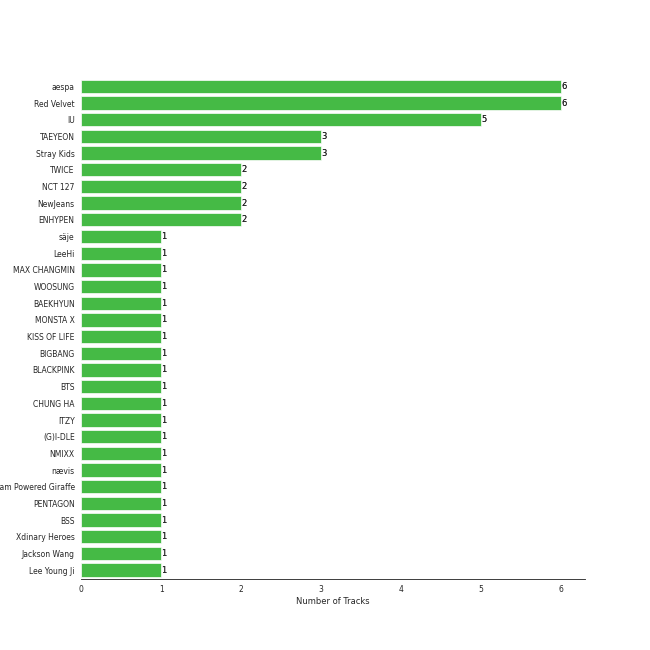 aespa 6
Red Velvet 6
IU 5
TAEYEON 3
Stray Kids 3
TWICE 2
NCT 127 2
NewJeans 2
ENHYPEN 2
säje 1
LeeHi 1
MAX CHANGMIN 1
WOOSUNG 1
BAEKHYUN 1
MONSTA X 1
KISS OF LIFE 1
BIGBANG 1
BLACKPINK 1
BTS 1
CHUNG HA 1
ITZY 1
(G)I-DLE 1
NMIXX 1
nævis 1
am Powered Giraffe 1
PENTAGON 1
BSS 1
Xdinary Heroes 1
Jackson Wang 1
Lee Young Ji 1
0 1 2 3 4 5 6
Number of Tracks